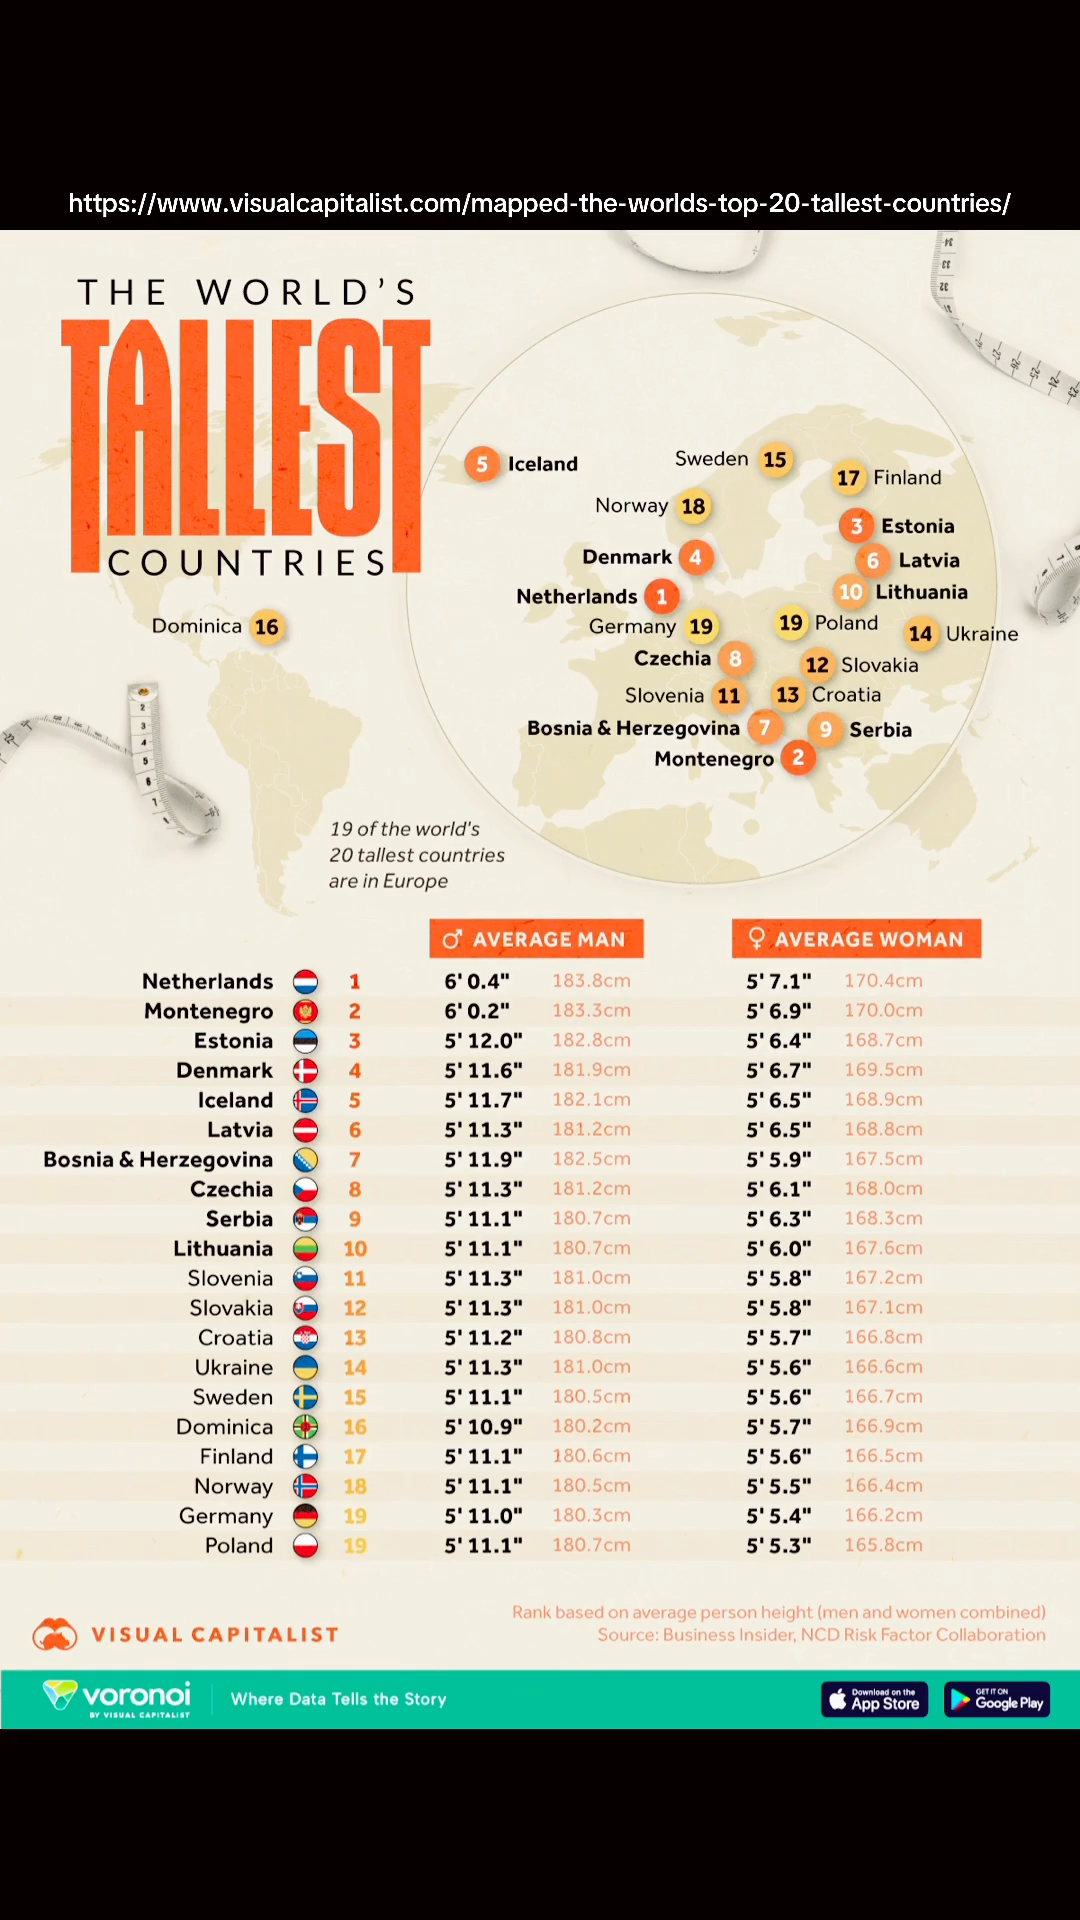 https://www.visualcapitalist.com/mapped-the-worlds-top-20-tallest-countries/
THE WORLD'S
TALLEST
COUNTRIES
5 Iceland
Sweden 15
17 Finland
Norway 18
3 Estonia
Denmark 4
6 Latvia
Netherlands 1
10 Lithuania
Dominica 16
Germany 19
19 Poland
14 Ukraine
Czechia 8
12 Slovakia
Slovenia 11
13 Croatia
Bosnia & Herzegovina 7
9 Serbia
Montenegro 2
19 of the world's
20 tallest countries
are in Europe
♂ AVERAGE MAN ♀ AVERAGE WOMAN
Netherlands 1 6' 0.4" 183.8cm 5' 7.1" 170.4cm
Montenegro 2 6' 0.2" 183.3cm 5' 6.9" 170.0cm
Estonia 3 5' 12.0" 182.8cm 5' 6.4" 168.7cm
Denmark 4 5' 11.6" 181.9cm 5' 6.7" 169.5cm
Iceland 5 5' 11.7" 182.1cm 5' 6.5" 168.9cm
Latvia 6 5' 11.3" 181.2cm 5' 6.5" 168.8cm
Bosnia & Herzegovina 7 5' 11.9" 182.5cm 5' 5.9" 167.5cm
Czechia 8 5' 11.3" 181.2cm 5' 6.1" 168.0cm
Serbia 9 5' 11.1" 180.7cm 5' 6.3" 168.3cm
Lithuania 10 5' 11.1" 180.7cm 5' 6.0" 167.6cm
Slovenia 11 5' 11.3" 181.0cm 5' 5.8" 167.2cm
Slovakia 12 5' 11.3" 181.0cm 5' 5.8" 167.1cm
Croatia 13 5' 11.2" 180.8cm 5' 5.7" 166.8cm
Ukraine 14 5' 11.3" 181.0cm 5' 5.6" 166.6cm
Sweden 15 5' 11.1" 180.5cm 5' 5.6" 166.7cm
Dominica 16 5' 10.9" 180.2cm 5' 5.7" 166.9cm
Finland 17 5' 11.1" 180.6cm 5' 5.6" 166.5cm
Norway 18 5' 11.1" 180.5cm 5' 5.5" 166.4cm
Germany 19 5' 11.0" 180.3cm 5' 5.4" 166.2cm
Poland 19 5' 11.1" 180.7cm 5' 5.3" 165.8cm
Rank based on average person height (men and women combined)
Source: Business Insider, NCD Risk Factor Collaboration
VISUAL CAPITALIST
voronoi
BY VISUAL CAPITALIST
Where Data Tells the Story
Download on the
App Store
GET IT ON
Google Play